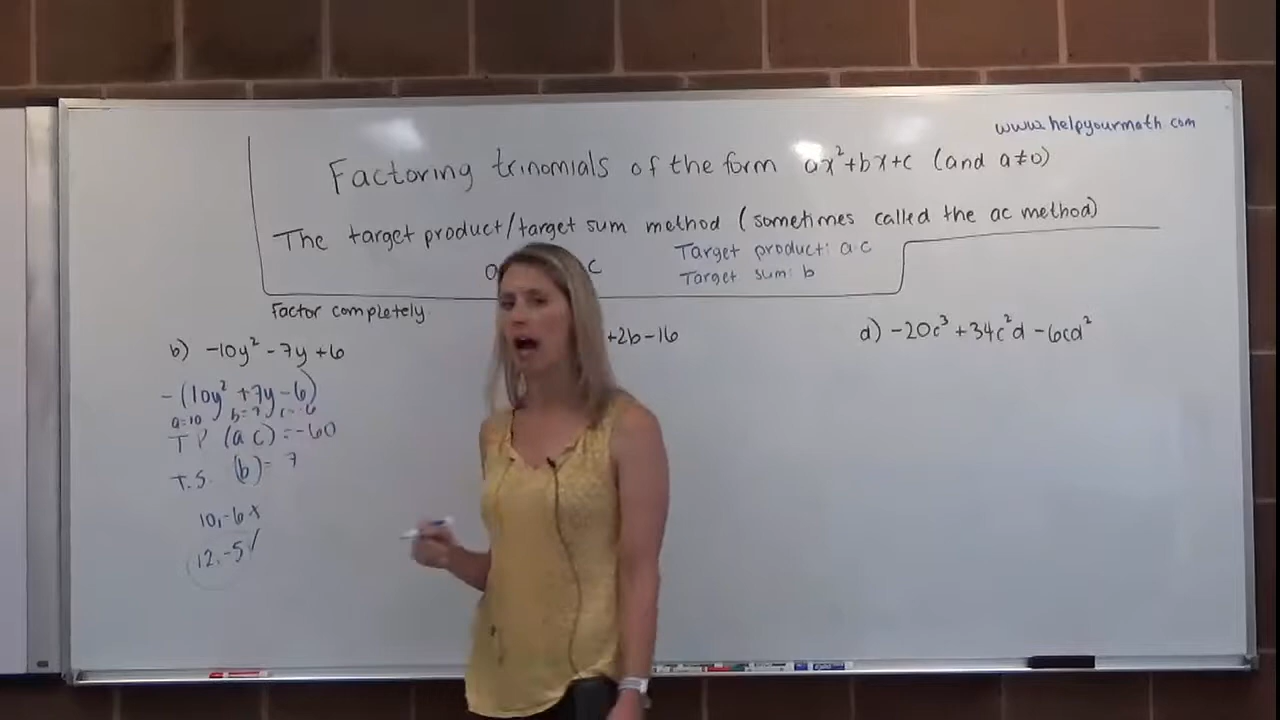 www.helpyourmath.com
Factoring trinomials of the form ax²+bx+c (and a≠0)
The target product/target sum method (sometimes called the ac method)
Target product: a·c
a c
Target sum: b
Factor completely
b) -10y² - 7y + 6
+2b-16
d) -20c³ + 34c²d - 6cd²
-(10y² + 7y - 6)
a=10 b=7 c=-6
T P (a c) = -60
T.S. (b) = 7
10, -6 x
12, -5 ✓